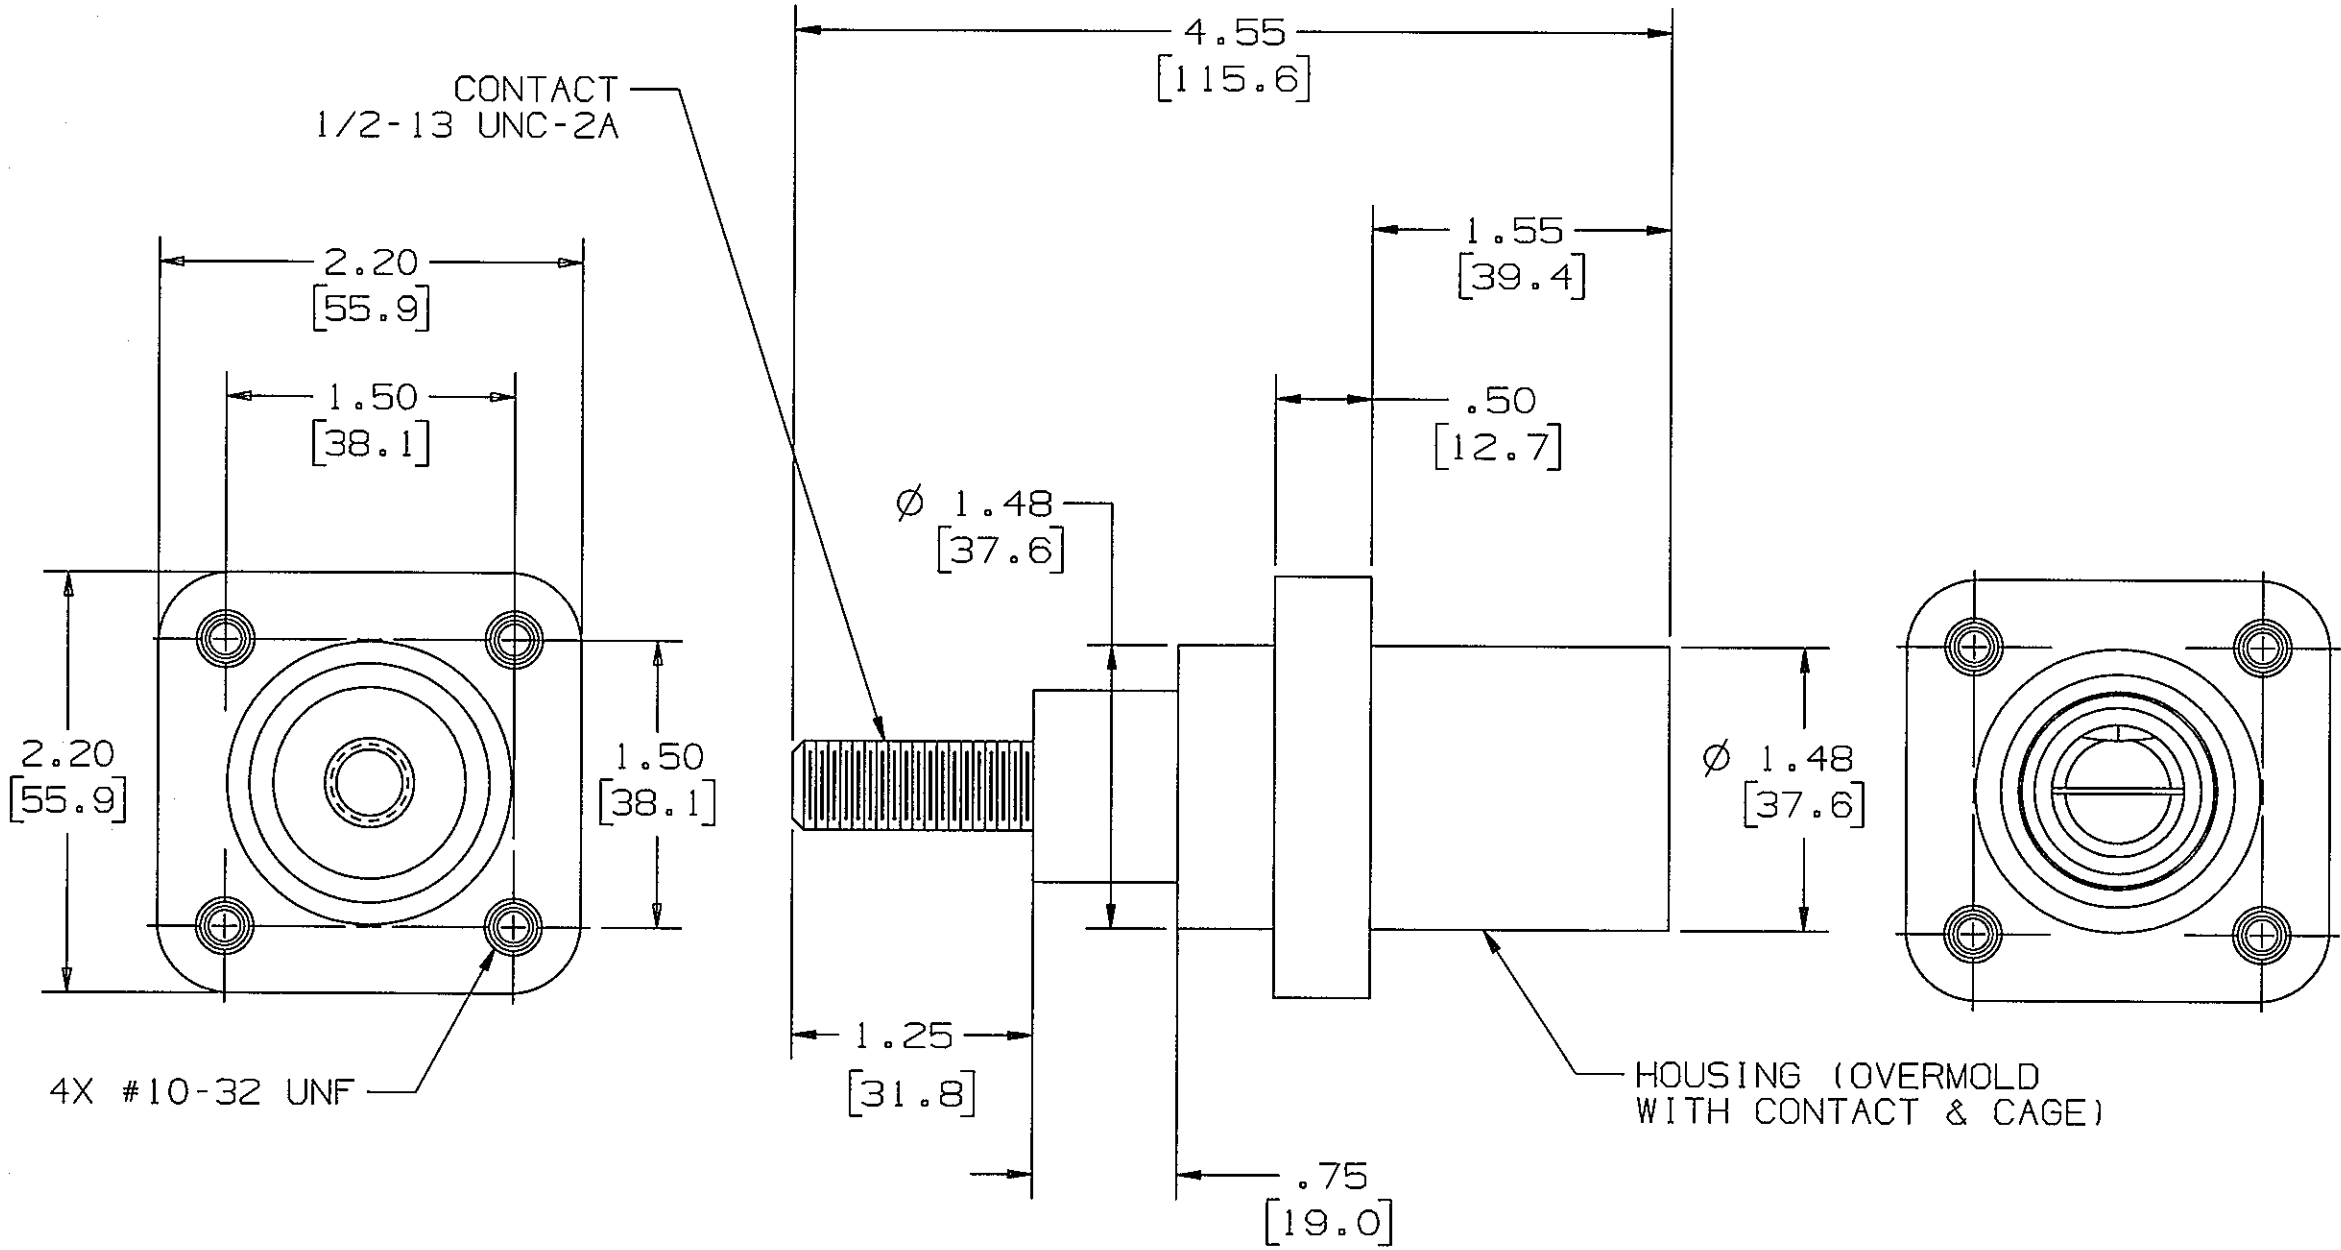 4.55
[115.6]
CONTACT
1/2-13 UNC-2A
1.55
[39.4]
2.20
[55.9]
1.50
[38.1]
.50
[12.7]
Ø 1.48
[37.6]
2.20
[55.9]
1.50
[38.1]
Ø 1.48
[37.6]
1.25
[31.8]
4X #10-32 UNF
HOUSING (OVERMOLD
WITH CONTACT & CAGE)
.75
[19.0]